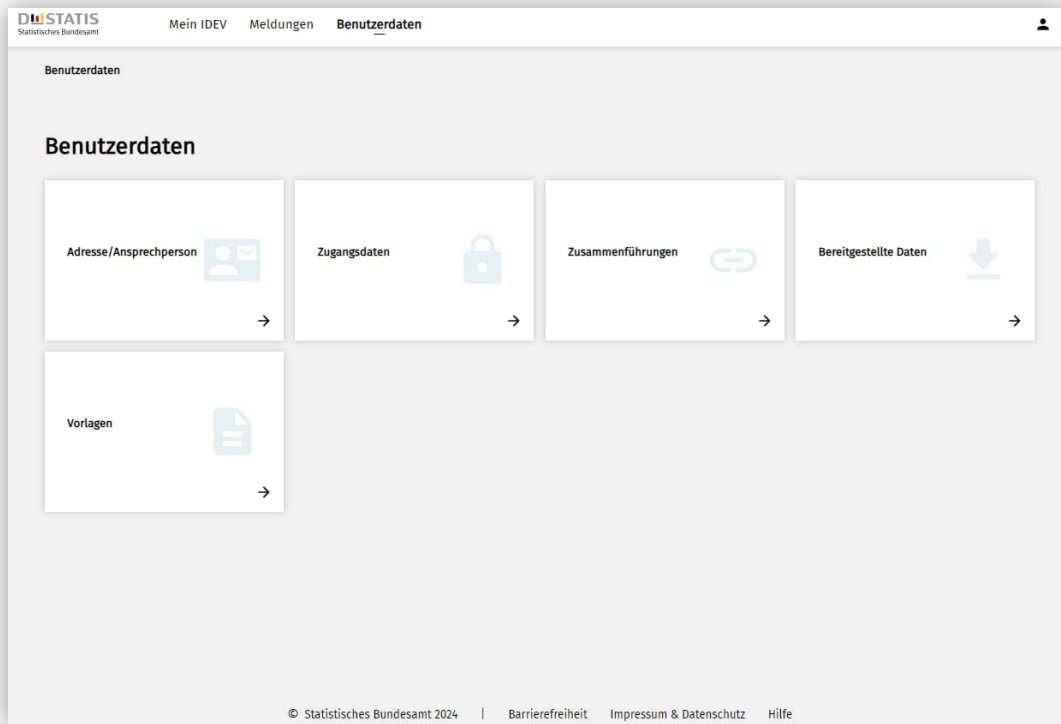 DESTATIS
Statistisches Bundesamt
Mein IDEV Meldungen Benutzerdaten
Benutzerdaten
Benutzerdaten
Adresse/Ansprechperson Zugangsdaten Zusammenführungen Bereitgestellte Daten
Vorlagen
© Statistisches Bundesamt 2024 | Barrierefreiheit Impressum & Datenschutz Hilfe